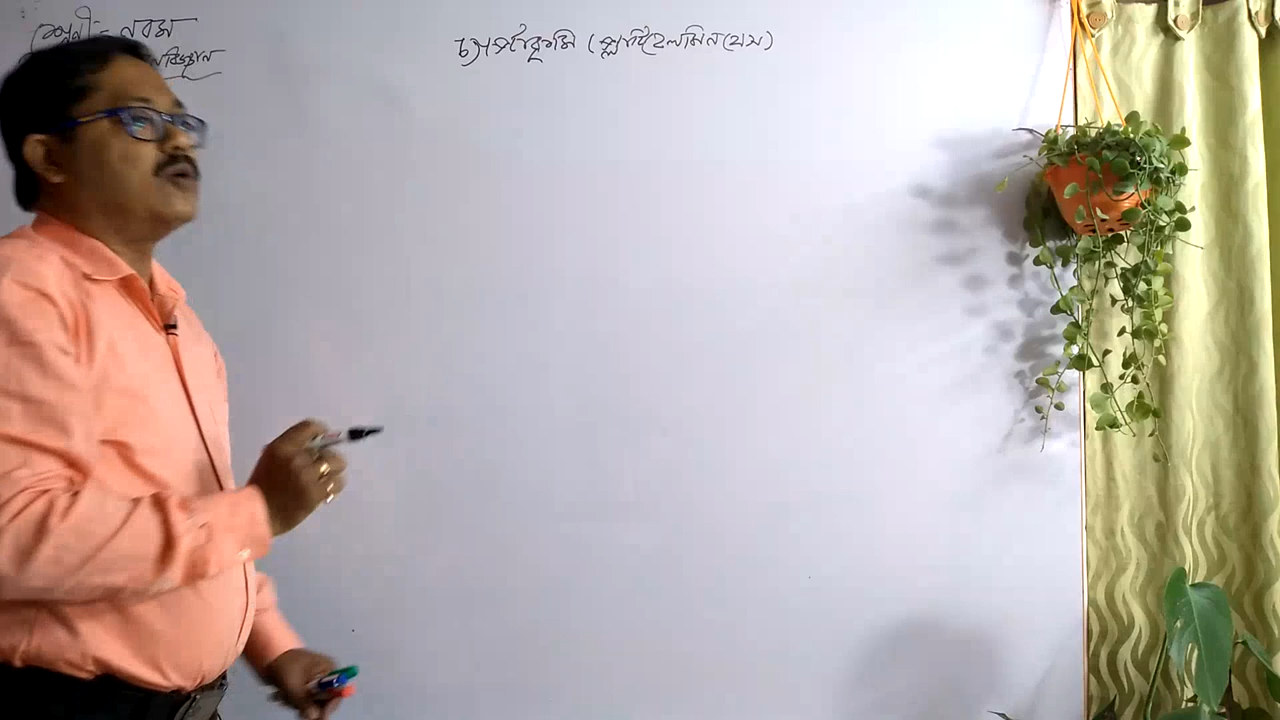 শ্রেণী - নবম
বিজ্ঞান
চ্যাপ্টাকৃমি (প্ল্যাটিহেলমিনথেস)